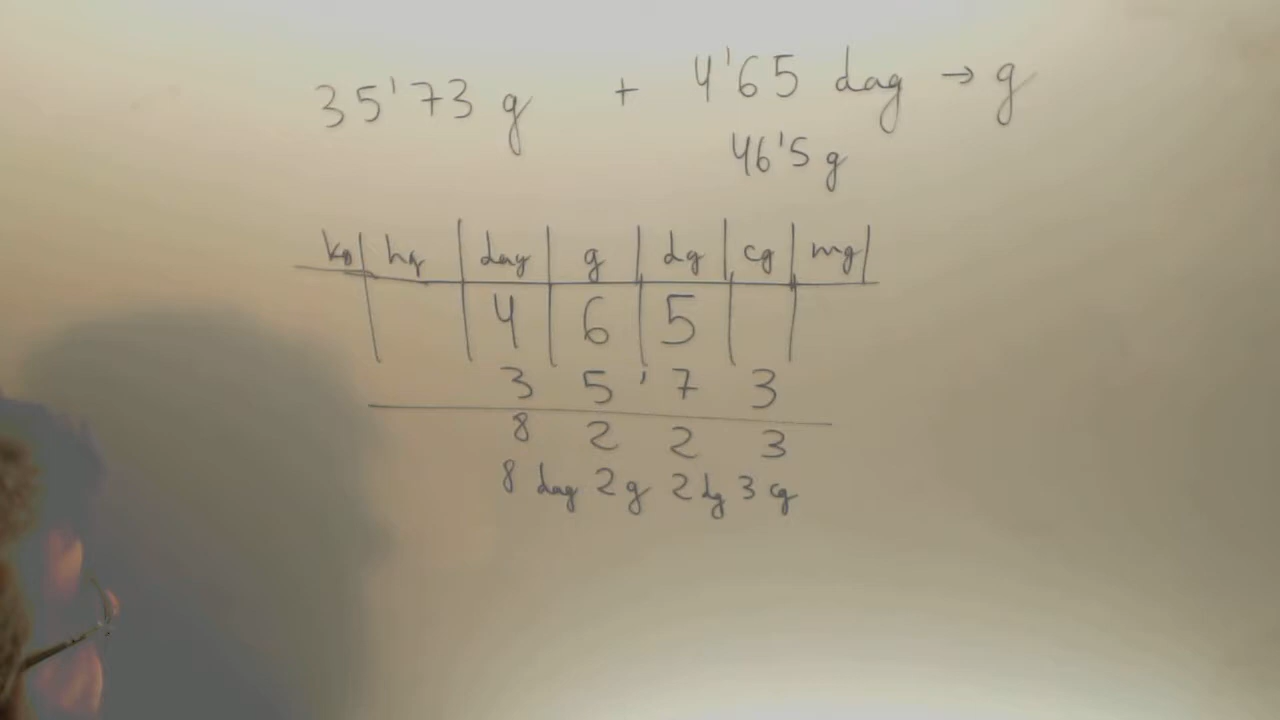 35'73 g + 4'65 dag → g
46'5 g
kg hg dag g dg cg mg
4 6 5
3 5 ' 7 3
8 2 2 3
8 dag 2 g 2 dg 3 cg